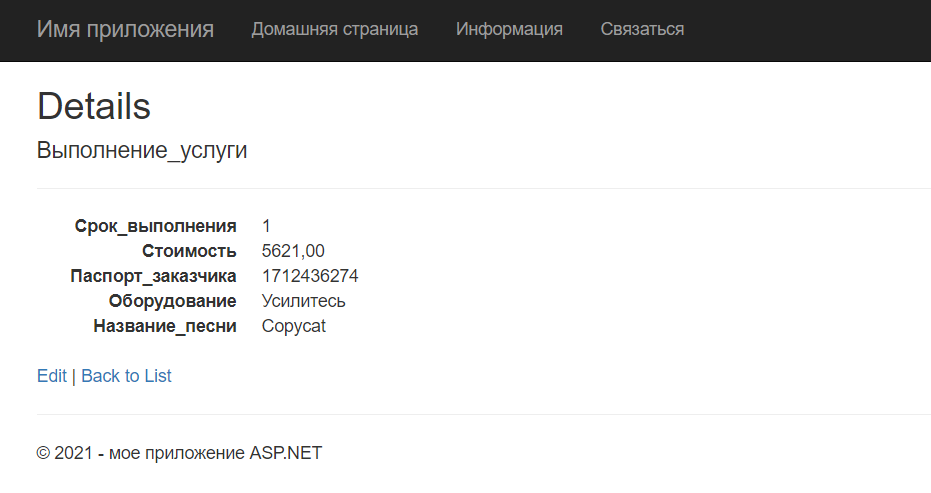 Имя приложения Домашняя страница Информация Связаться
Details
Выполнение_услуги
Срок_выполнения 1
Стоимость 5621,00
Паспорт_заказчика 1712436274
Оборудование Усилитесь
Название_песни Copycat
Edit | Back to List
© 2021 - мое приложение ASP.NET